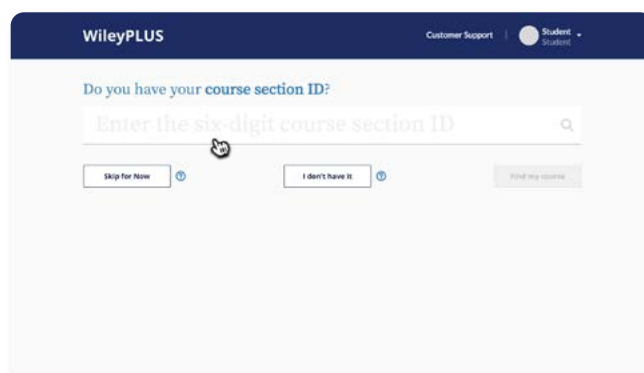 WileyPLUS
Customer Support
Student
Student
Do you have your course section ID?
Enter the six-digit course section ID
Skip for Now
I don't have it
Find my course